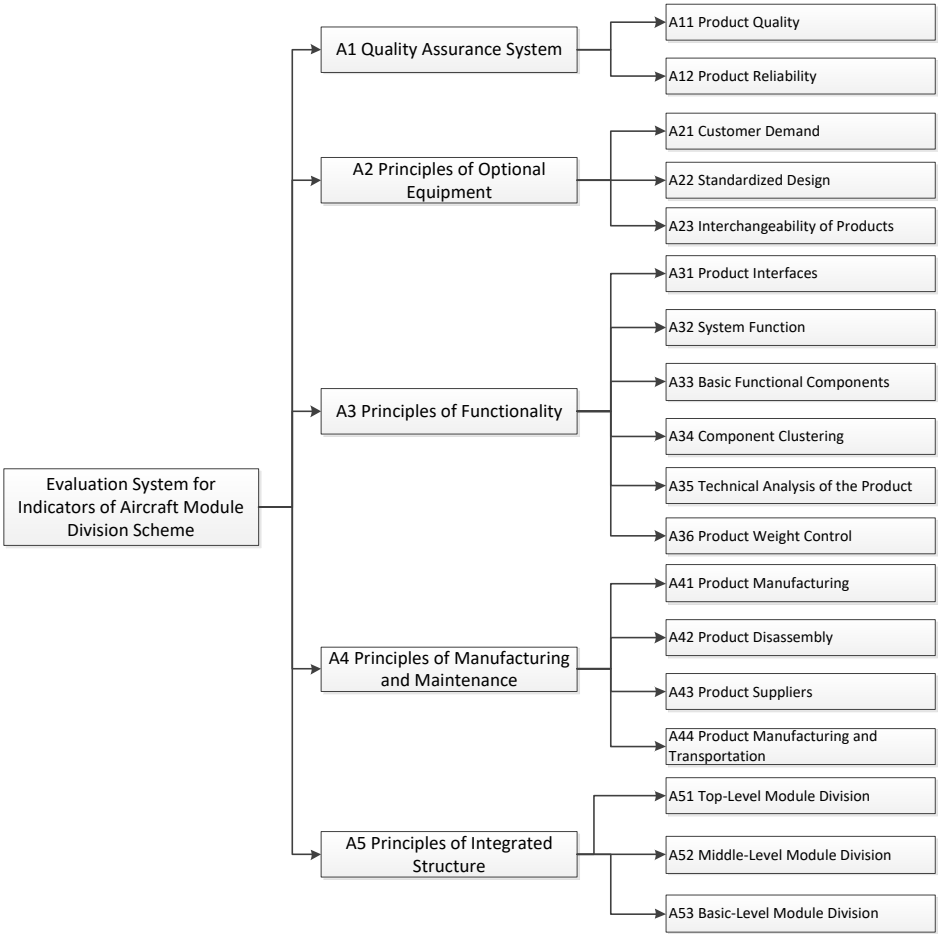 Evaluation System for
Indicators of Aircraft Module
Division Scheme
A1 Quality Assurance System
A11 Product Quality
A12 Product Reliability
A2 Principles of Optional
Equipment
A21 Customer Demand
A22 Standardized Design
A23 Interchangeability of Products
A3 Principles of Functionality
A31 Product Interfaces
A32 System Function
A33 Basic Functional Components
A34 Component Clustering
A35 Technical Analysis of the Product
A36 Product Weight Control
A4 Principles of Manufacturing
and Maintenance
A41 Product Manufacturing
A42 Product Disassembly
A43 Product Suppliers
A44 Product Manufacturing and
Transportation
A5 Principles of Integrated
Structure
A51 Top-Level Module Division
A52 Middle-Level Module Division
A53 Basic-Level Module Division